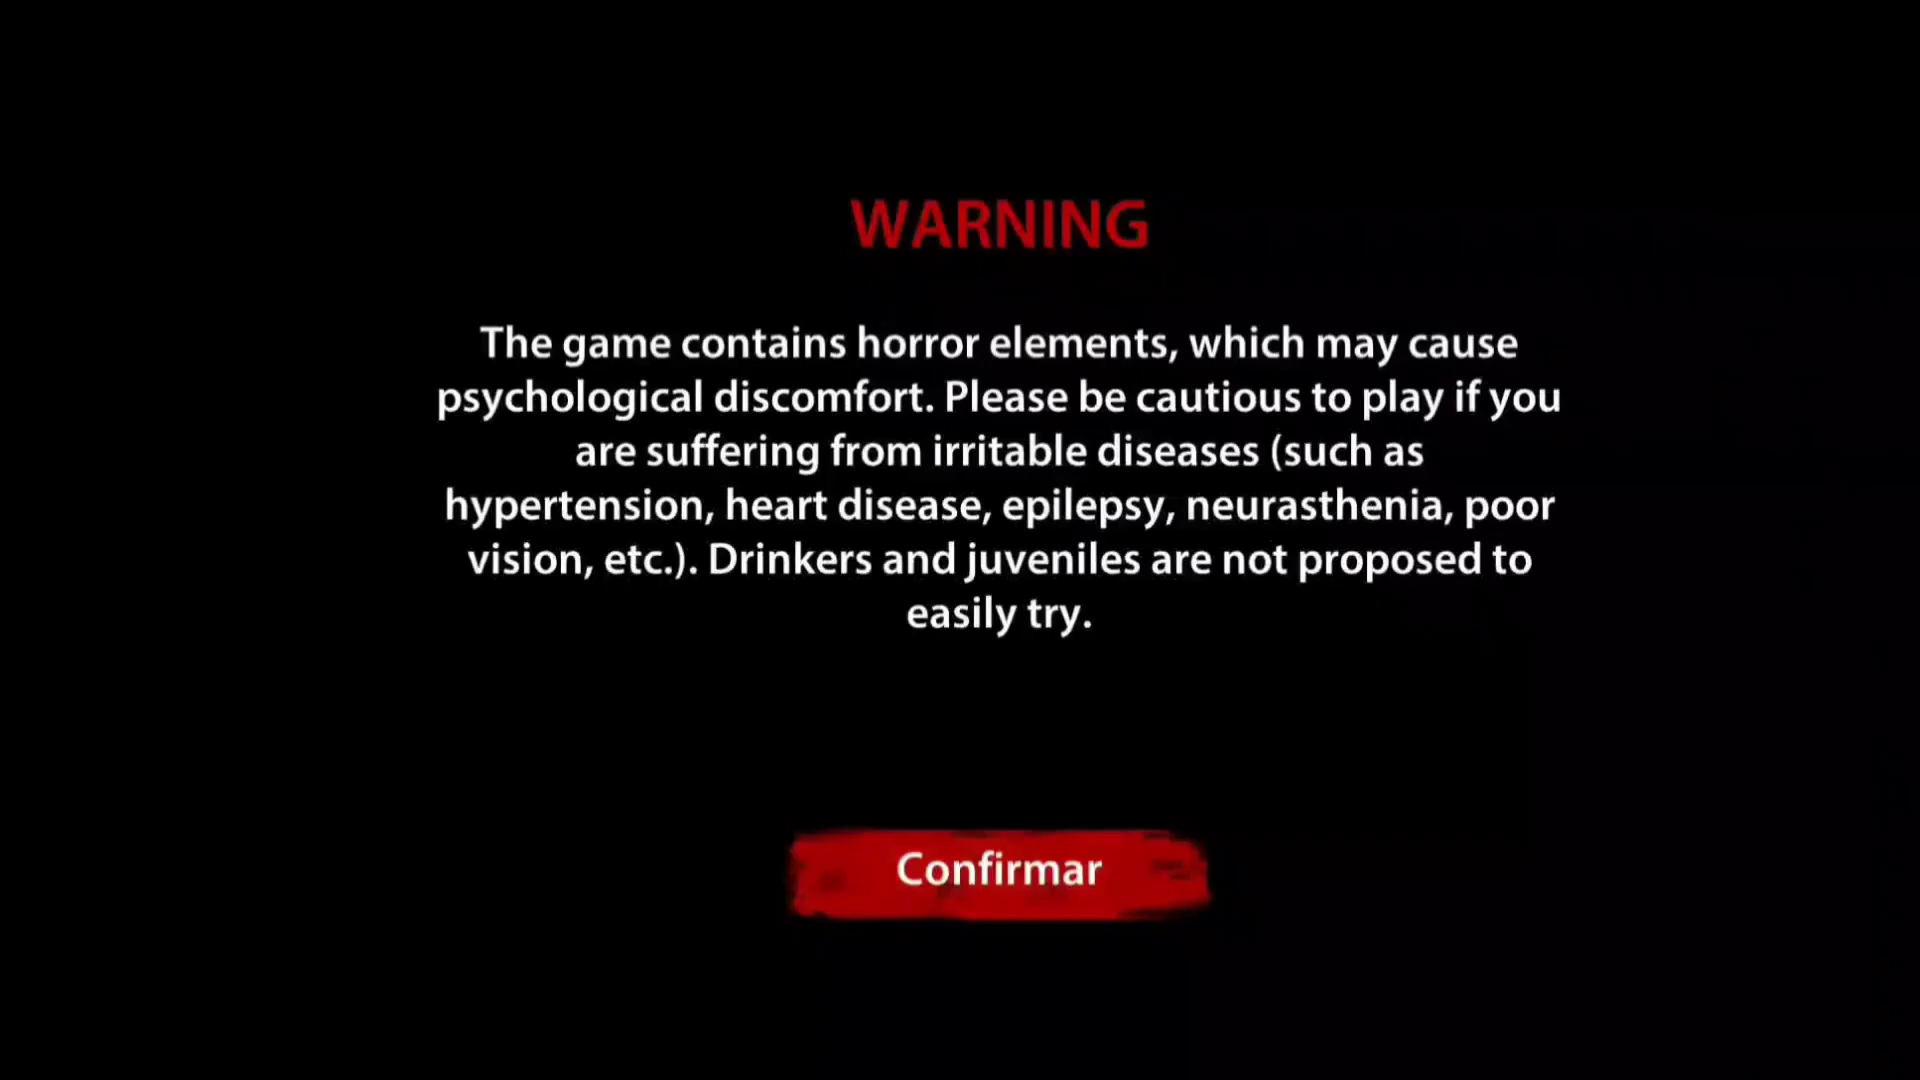 WARNING
The game contains horror elements, which may cause
psychological discomfort. Please be cautious to play if you
are suffering from irritable diseases (such as
hypertension, heart disease, epilepsy, neurasthenia, poor
vision, etc.). Drinkers and juveniles are not proposed to
easily try.
Confirmar